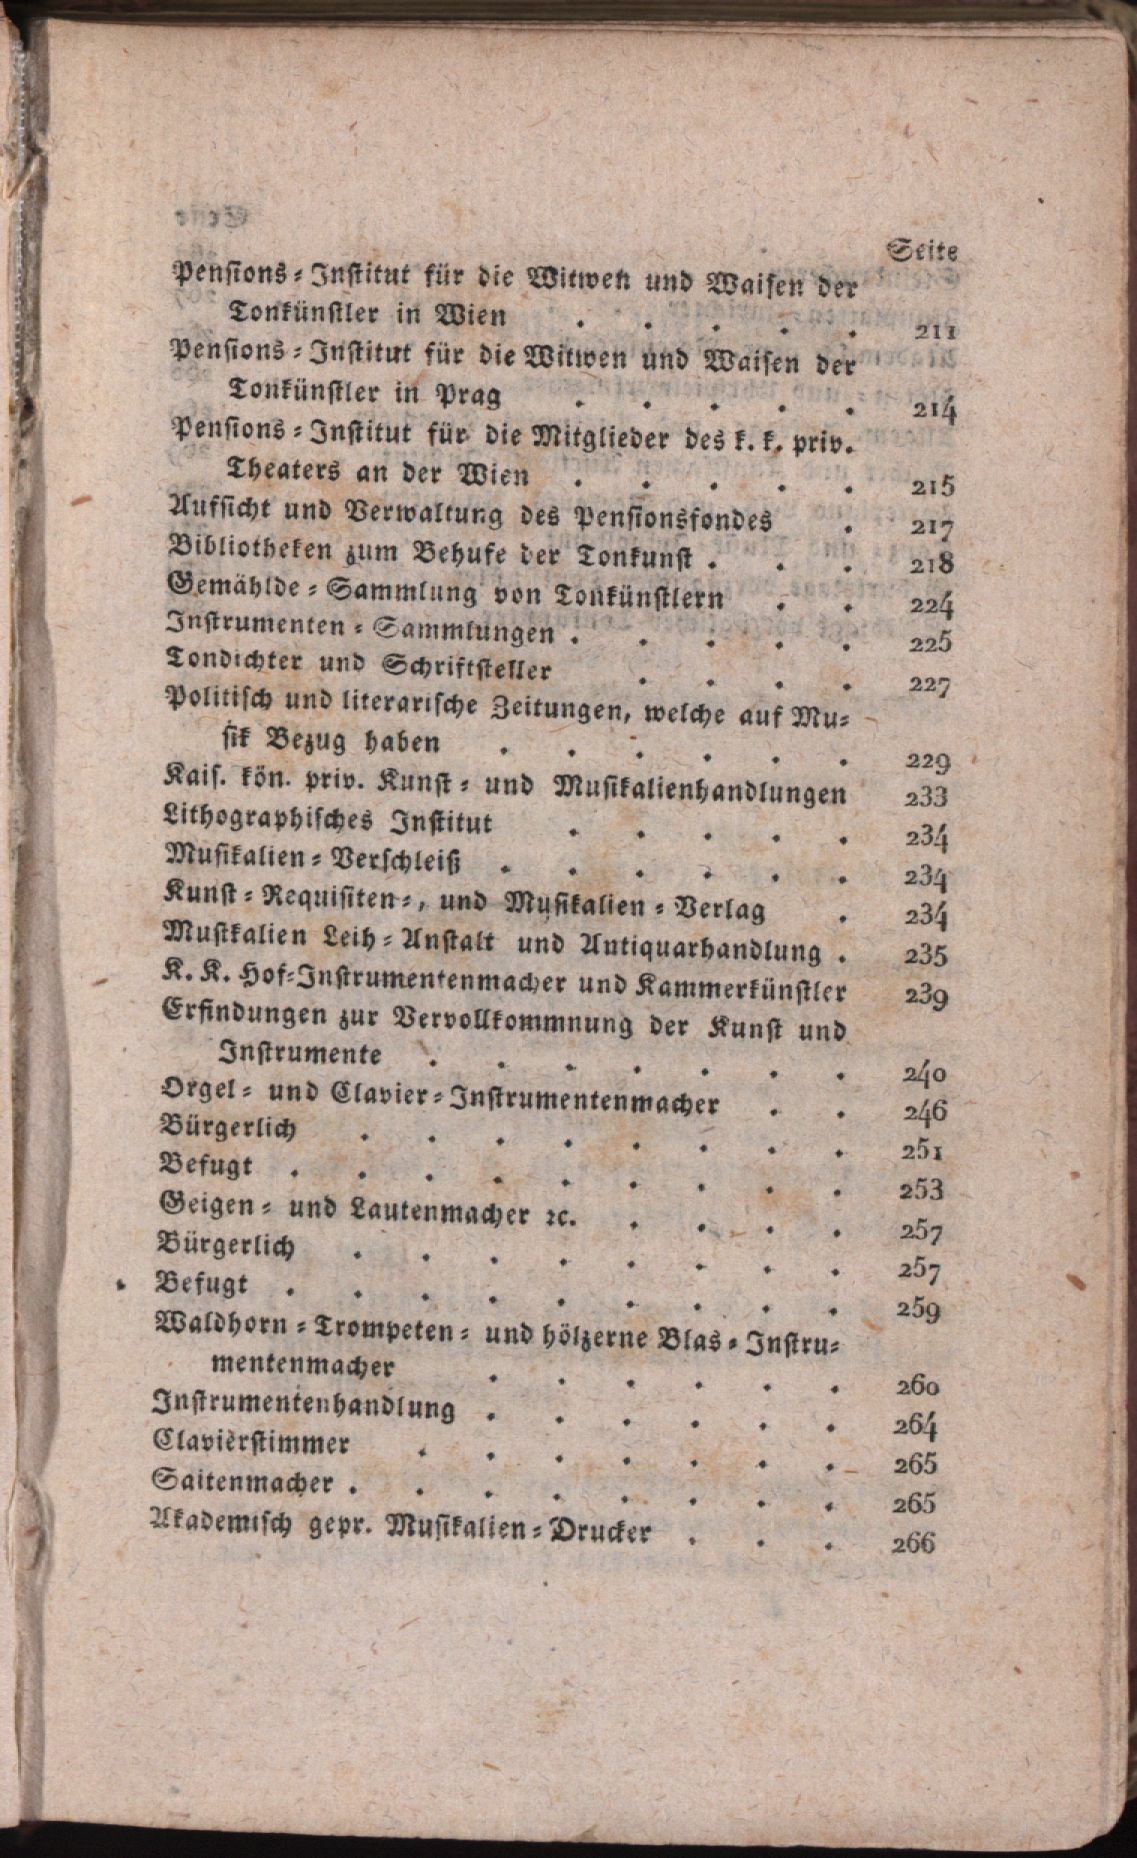 Seite
Pensions-Institut für die Witwen und Waisen der
Tonkünstler in Wien . . . . . 211
Pensions-Institut für die Witwen und Waisen der
Tonkünstler in Prag . . . . . 214
Pensions-Institut für die Mitglieder des k. k. priv.
Theaters an der Wien . . . . . 215
Aufsicht und Verwaltung des Pensionsfondes . 217
Bibliotheken zum Behufe der Tonkunst . . . 218
Gemählde-Sammlung von Tonkünstlern . . 224
Instrumenten-Sammlungen . . . . . 225
Tondichter und Schriftsteller . . . . 227
Politisch und literarische Zeitungen, welche auf Mu-
sik Bezug haben . . . . . . 229
Kais. kön. priv. Kunst- und Musikalienhandlungen 233
Lithographisches Institut . . . . . 234
Musikalien-Verschleiß . . . . . . 234
Kunst-Requisiten-, und Musikalien-Verlag . 234
Musikalien Leih-Anstalt und Antiquarhandlung . 235
K. K. Hof-Instrumentenmacher und Kammerkünstler 239
Erfindungen zur Vervollkommnung der Kunst und
Instrumente . . . . . . . 240
Orgel- und Clavier-Instrumentenmacher . . 246
Bürgerlich . . . . . . . . 251
Befugt . . . . . . . . . 253
Geigen- und Lautenmacher ꝛc. . . . . 257
Bürgerlich . . . . . . . . 257
Befugt . . . . . . . . . 259
Waldhorn-Trompeten- und hölzerne Blas-Instru-
mentenmacher . . . . . . 260
Instrumentenhandlung . . . . . . 264
Clavierstimmer . . . . . . . 265
Saitenmacher . . . . . . . . 265
Akademisch gepr. Musikalien-Drucker . . . 266